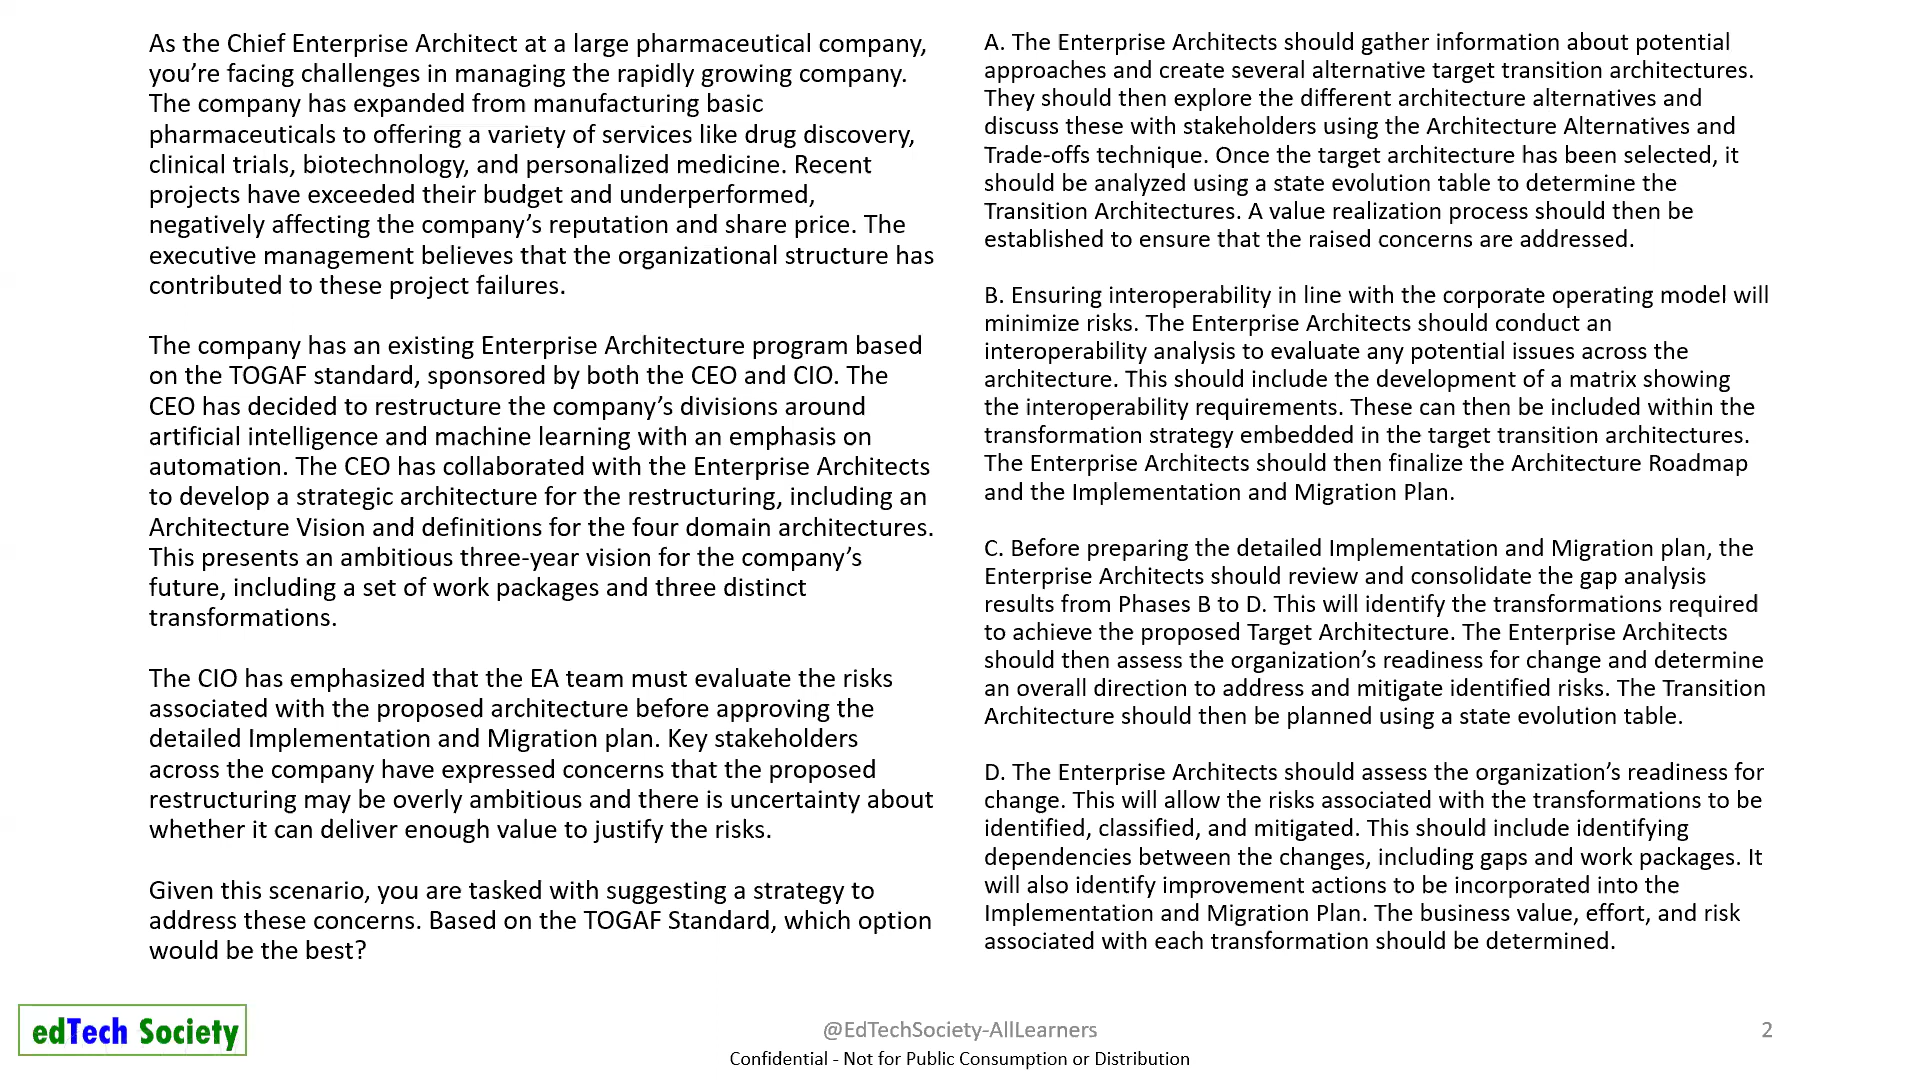 As the Chief Enterprise Architect at a large pharmaceutical company,
you’re facing challenges in managing the rapidly growing company.
The company has expanded from manufacturing basic
pharmaceuticals to offering a variety of services like drug discovery,
clinical trials, biotechnology, and personalized medicine. Recent
projects have exceeded their budget and underperformed,
negatively affecting the company’s reputation and share price. The
executive management believes that the organizational structure has
contributed to these project failures.
The company has an existing Enterprise Architecture program based
on the TOGAF standard, sponsored by both the CEO and CIO. The
CEO has decided to restructure the company’s divisions around
artificial intelligence and machine learning with an emphasis on
automation. The CEO has collaborated with the Enterprise Architects
to develop a strategic architecture for the restructuring, including an
Architecture Vision and definitions for the four domain architectures.
This presents an ambitious three-year vision for the company’s
future, including a set of work packages and three distinct
transformations.
The CIO has emphasized that the EA team must evaluate the risks
associated with the proposed architecture before approving the
detailed Implementation and Migration plan. Key stakeholders
across the company have expressed concerns that the proposed
restructuring may be overly ambitious and there is uncertainty about
whether it can deliver enough value to justify the risks.
Given this scenario, you are tasked with suggesting a strategy to
address these concerns. Based on the TOGAF Standard, which option
would be the best?
A. The Enterprise Architects should gather information about potential
approaches and create several alternative target transition architectures.
They should then explore the different architecture alternatives and
discuss these with stakeholders using the Architecture Alternatives and
Trade-offs technique. Once the target architecture has been selected, it
should be analyzed using a state evolution table to determine the
Transition Architectures. A value realization process should then be
established to ensure that the raised concerns are addressed.
B. Ensuring interoperability in line with the corporate operating model will
minimize risks. The Enterprise Architects should conduct an
interoperability analysis to evaluate any potential issues across the
architecture. This should include the development of a matrix showing
the interoperability requirements. These can then be included within the
transformation strategy embedded in the target transition architectures.
The Enterprise Architects should then finalize the Architecture Roadmap
and the Implementation and Migration Plan.
C. Before preparing the detailed Implementation and Migration plan, the
Enterprise Architects should review and consolidate the gap analysis
results from Phases B to D. This will identify the transformations required
to achieve the proposed Target Architecture. The Enterprise Architects
should then assess the organization’s readiness for change and determine
an overall direction to address and mitigate identified risks. The Transition
Architecture should then be planned using a state evolution table.
D. The Enterprise Architects should assess the organization’s readiness for
change. This will allow the risks associated with the transformations to be
identified, classified, and mitigated. This should include identifying
dependencies between the changes, including gaps and work packages. It
will also identify improvement actions to be incorporated into the
Implementation and Migration Plan. The business value, effort, and risk
associated with each transformation should be determined.
edTech Society
@EdTechSociety-AllLearners
2
Confidential - Not for Public Consumption or Distribution